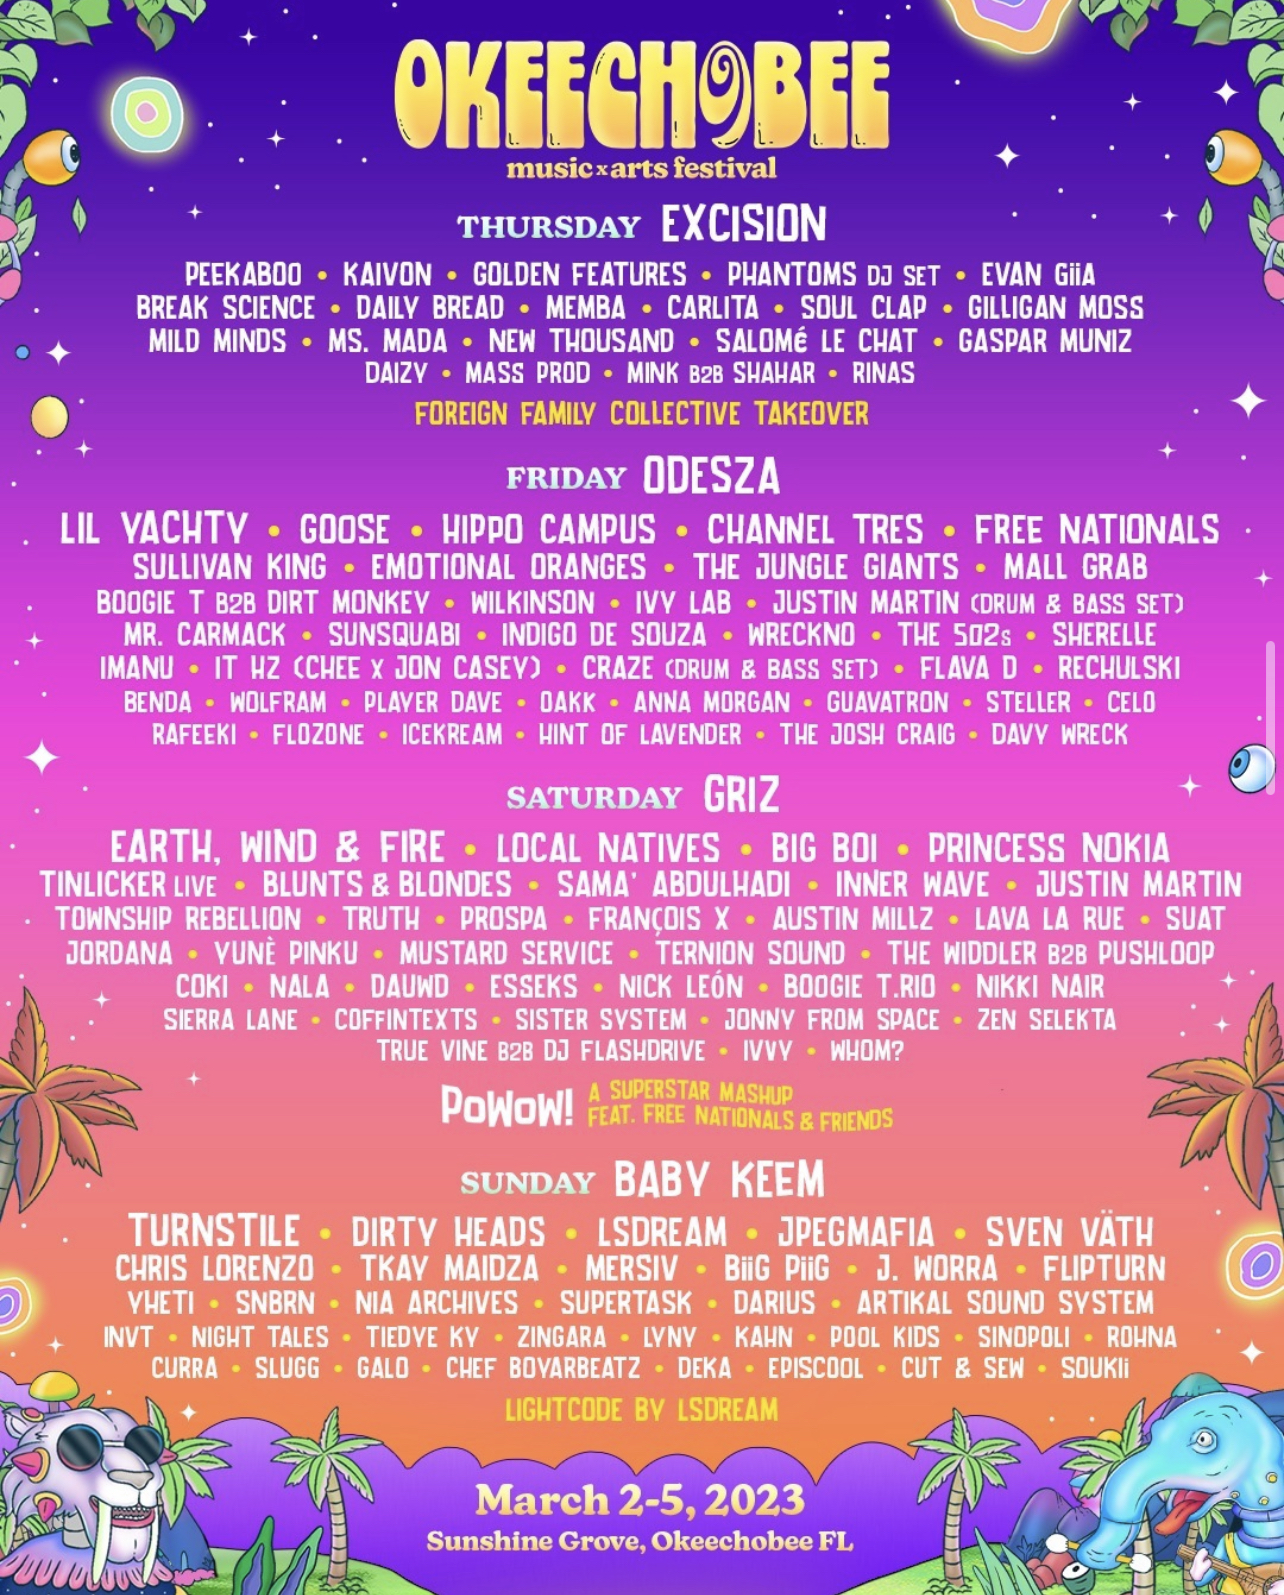 OKEECHOBEE
music x arts festival
THURSDAY EXCISION
PEEKABOO • KAIVON • GOLDEN FEATURES • PHANTOMS DJ SET • EVAN GiiA
BREAK SCIENCE • DAILY BREAD • MEMBA • CARLITA • SOUL CLAP • GILLIGAN MOSS
MILD MINDS • MS. MADA • NEW THOUSAND • SALOMé LE CHAT • GASPAR MUNIZ
DAIZY • MASS PROD • MINK B2B SHAHAR • RINAS
FOREIGN FAMILY COLLECTIVE TAKEOVER
FRIDAY ODESZA
LIL YACHTY • GOOSE • HIPPO CAMPUS • CHANNEL TRES • FREE NATIONALS
SULLIVAN KING • EMOTIONAL ORANGES • THE JUNGLE GIANTS • MALL GRAB
BOOGIE T B2B DIRT MONKEY • WILKINSON • IVY LAB • JUSTIN MARTIN (DRUM & BASS SET)
MR. CARMACK • SUNSQUABI • INDIGO DE SOUZA • WRECKNO • THE 502s • SHERELLE
IMANU • IT HZ (CHEE X JON CASEY) • CRAZE (DRUM & BASS SET) • FLAVA D • RECHULSKI
BENDA • WOLFRAM • PLAYER DAVE • OAKK • ANNA MORGAN • GUAVATRON • STELLER • CELO
RAFEEKI • FLOZONE • ICEKREAM • HINT OF LAVENDER • THE JOSH CRAIG • DAVY WRECK
SATURDAY GRIZ
EARTH, WIND & FIRE • LOCAL NATIVES • BIG BOI • PRINCESS NOKIA
TINLICKER LIVE • BLUNTS & BLONDES • SAMA' ABDULHADI • INNER WAVE • JUSTIN MARTIN
TOWNSHIP REBELLION • TRUTH • PROSPA • FRANÇOIS X • AUSTIN MILLZ • LAVA LA RUE • SUAT
JORDANA • YUNÈ PINKU • MUSTARD SERVICE • TERNION SOUND • THE WIDDLER B2B PUSHLOOP
COKI • NALA • DAUWD • ESSEKS • NICK LEÓN • BOOGIE T.RIO • NIKKI NAIR
SIERRA LANE • COFFINTEXTS • SISTER SYSTEM • JONNY FROM SPACE • ZEN SELEKTA
TRUE VINE B2B DJ FLASHDRIVE • IVVY • WHOM?
PoWoW! A SUPERSTAR MASHUP
FEAT. FREE NATIONALS & FRIENDS
SUNDAY BABY KEEM
TURNSTILE • DIRTY HEADS • LSDREAM • JPEGMAFIA • SVEN VÄTH
CHRIS LORENZO • TKAY MAIDZA • MERSIV • BiiG PiiG • J. WORRA • FLIPTURN
YHETI • SNBRN • NIA ARCHIVES • SUPERTASK • DARIUS • ARTIKAL SOUND SYSTEM
INVT • NIGHT TALES • TIEDYE KY • ZINGARA • LYNY • KAHN • POOL KIDS • SINOPOLI • ROHNA
CURRA • SLUGG • GALO • CHEF BOYARBEATZ • DEKA • EPISCOOL • CUT & SEW • SOUKii
LIGHTCODE BY LSDREAM
March 2-5, 2023
Sunshine Grove, Okeechobee FL